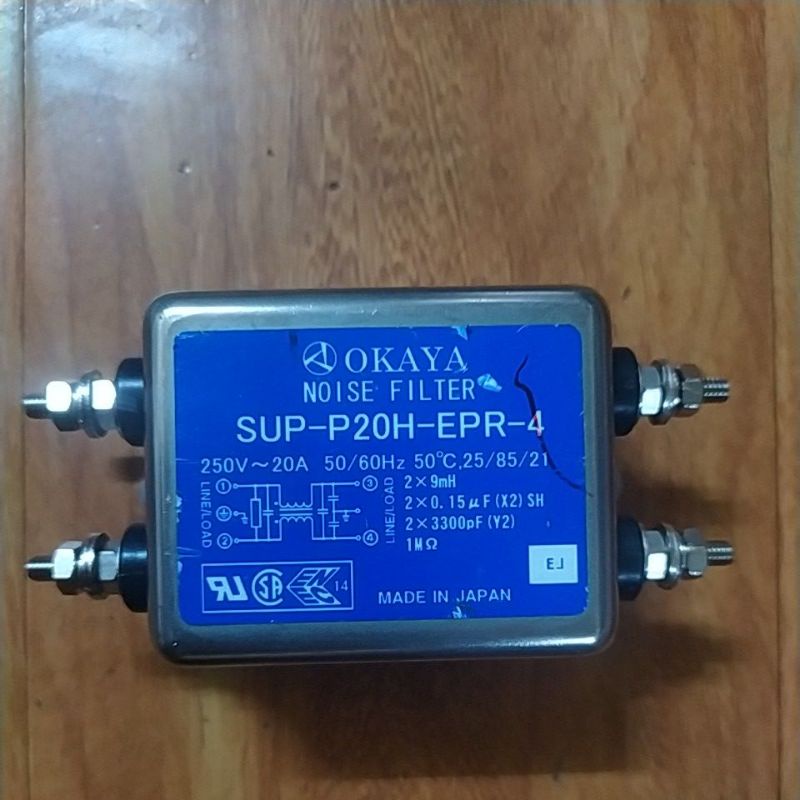 OKAYA
NOISE FILTER
SUP-P20H-EPR-4
250V~20A 50/60Hz 50℃,25/85/21
LINE/LOAD
1
2
3
4
LINE/LOAD
2×9mH
2×0.15μF(X2)SH
2×3300pF(Y2)
1MΩ
EJ
RU
SA
14
MADE IN JAPAN